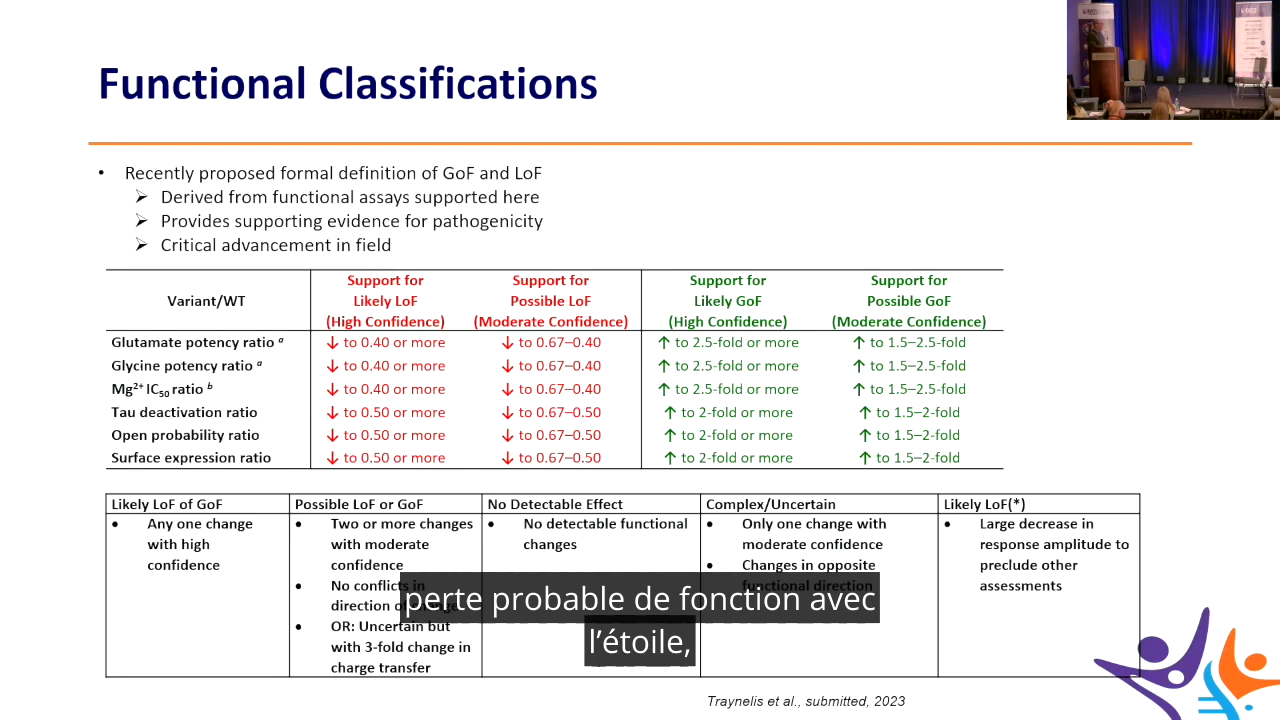 Functional Classifications
• Recently proposed formal definition of GoF and LoF
➢ Derived from functional assays supported here
➢ Provides supporting evidence for pathogenicity
➢ Critical advancement in field
Variant/WT
Support for
Likely LoF
(High Confidence)
Support for
Possible LoF
(Moderate Confidence)
Support for
Likely GoF
(High Confidence)
Support for
Possible GoF
(Moderate Confidence)
Glutamate potency ratio a ↓ to 0.40 or more ↓ to 0.67–0.40 ↑ to 2.5-fold or more ↑ to 1.5–2.5-fold
Glycine potency ratio a ↓ to 0.40 or more ↓ to 0.67–0.40 ↑ to 2.5-fold or more ↑ to 1.5–2.5-fold
Mg2+ IC50 ratio b ↓ to 0.40 or more ↓ to 0.67–0.40 ↑ to 2.5-fold or more ↑ to 1.5–2.5-fold
Tau deactivation ratio ↓ to 0.50 or more ↓ to 0.67–0.50 ↑ to 2-fold or more ↑ to 1.5–2-fold
Open probability ratio ↓ to 0.50 or more ↓ to 0.67–0.50 ↑ to 2-fold or more ↑ to 1.5–2-fold
Surface expression ratio ↓ to 0.50 or more ↓ to 0.67–0.50 ↑ to 2-fold or more ↑ to 1.5–2-fold
Likely LoF of GoF
• Any one change
with high
confidence
Possible LoF or GoF
• Two or more changes
with moderate
confidence
• No conflicts in
direction of change
• OR: Uncertain but
with 3-fold change in
charge transfer
No Detectable Effect
• No detectable functional
changes
Complex/Uncertain
• Only one change with
moderate confidence
• Changes in opposite
functional direction
Likely LoF(*)
• Large decrease in
response amplitude to
preclude other
assessments
perte probable de fonction avec
l’étoile,
Traynelis et al., submitted, 2023